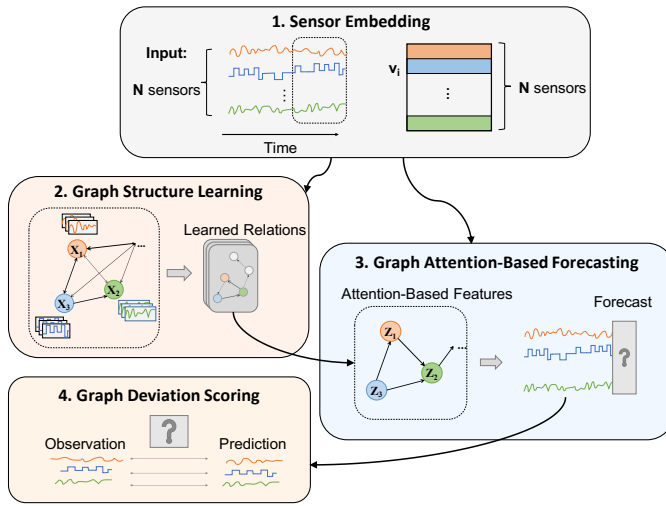 1. Sensor Embedding
Input:
N sensors
⋮
Time
v_i
⋮
N sensors
2. Graph Structure Learning
Learned Relations
X_1
...
X_2
X_3
3. Graph Attention-Based Forecasting
Attention-Based Features
Forecast
Z_1
...
Z_2
Z_3
?
4. Graph Deviation Scoring
?
Observation
Prediction